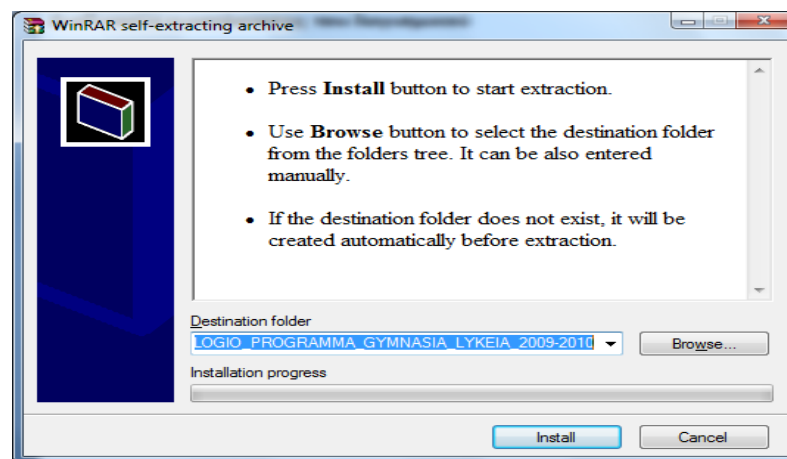 WinRAR self-extracting archive
• Press Install button to start extraction.
• Use Browse button to select the destination folder
from the folders tree. It can be also entered
manually.
• If the destination folder does not exist, it will be
created automatically before extraction.
Destination folder
LOGIO_PROGRAMMA_GYMNASIA_LYKEIA_2009-2010
Browse...
Installation progress
Install
Cancel